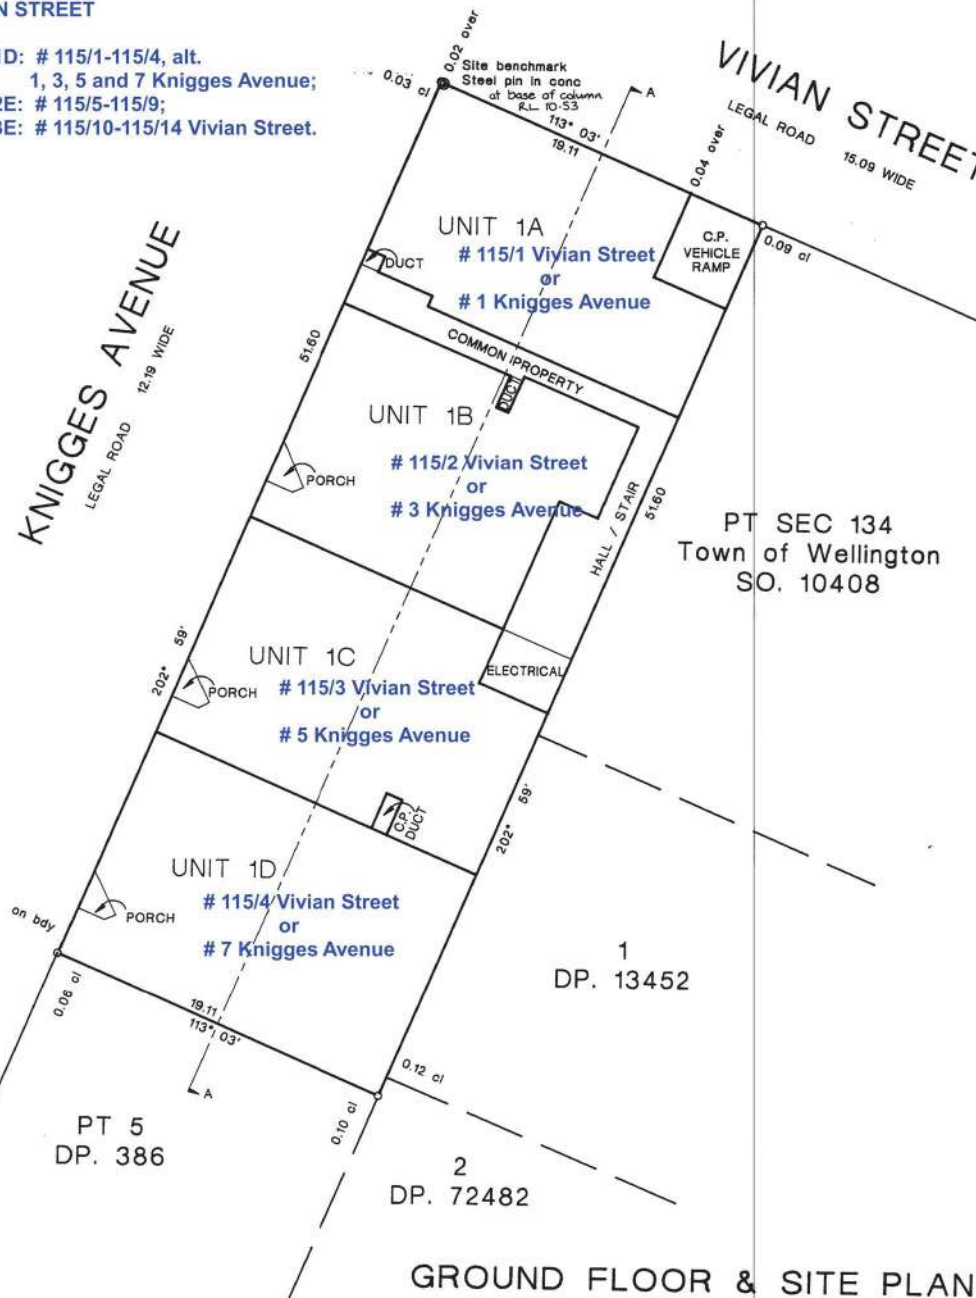 N STREET
1D: # 115/1-115/4, alt.
1, 3, 5 and 7 Knigges Avenue;
2E: # 115/5-115/9;
3E: # 115/10-115/14 Vivian Street.
0.02 over
0.03 cl
Site benchmark
Steel pin in conc
at base of column
RL 10·53
A
113° 03'
19.11
VIVIAN STREET
LEGAL ROAD 15.09 WIDE
0.04 over
0.09 cl
C.P.
VEHICLE
RAMP
UNIT 1A
# 115/1 Vivian Street
or
# 1 Knigges Avenue
DUCT
KNIGGES AVENUE
LEGAL ROAD 12.19 WIDE
51.60
COMMON PROPERTY
DUCT
UNIT 1B
# 115/2 Vivian Street
or
# 3 Knigges Avenue
PORCH
HALL / STAIR
51.60
PT SEC 134
Town of Wellington
SO. 10408
202° 59'
UNIT 1C
# 115/3 Vivian Street
or
# 5 Knigges Avenue
PORCH
ELECTRICAL
C.P.
DUCT
202° 59'
UNIT 1D
# 115/4 Vivian Street
or
# 7 Knigges Avenue
PORCH
on bdy
0.06 cl
19.11
113° 03'
A
1
DP. 13452
0.12 cl
0.10 cl
PT 5
DP. 386
2
DP. 72482
GROUND FLOOR & SITE PLAN